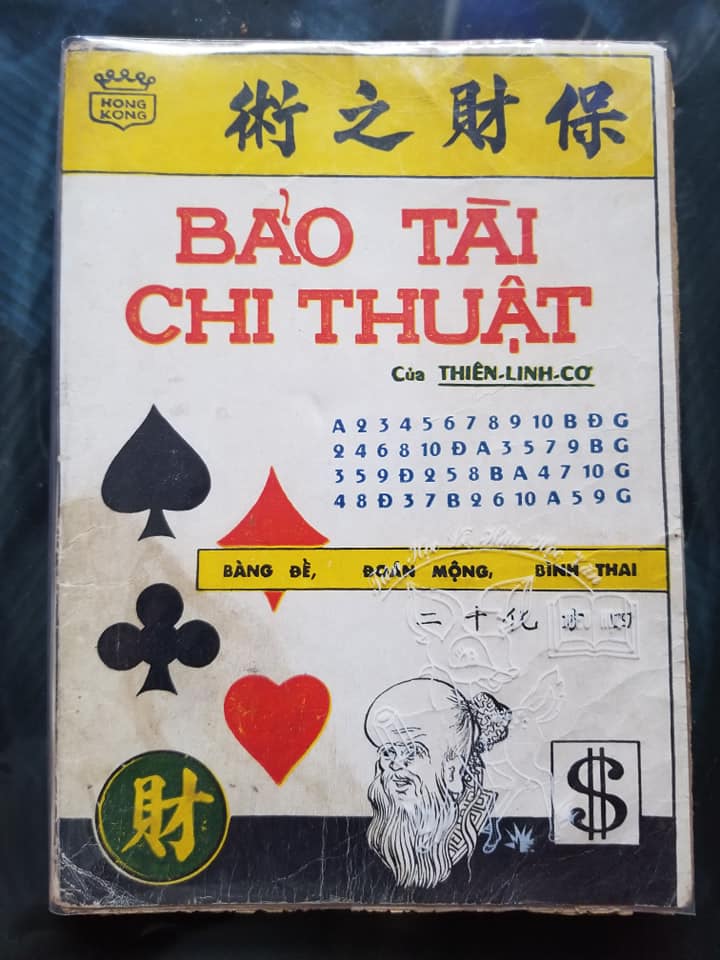 HONG
KONG
術之財保
BẢO TÀI
CHI THUẬT
Của THIÊN-LINH-CƠ
A 2 3 4 5 6 7 8 9 10 B Đ G
2 4 6 8 10 Đ A 3 5 7 9 B G
3 5 9 Đ 2 5 8 B A 4 7 10 G
4 8 Đ 3 7 B 2 6 10 A 5 9 G
BÀNG ĐỀ, ĐOÁN MỘNG, BÌNH THAI
二十
財
$